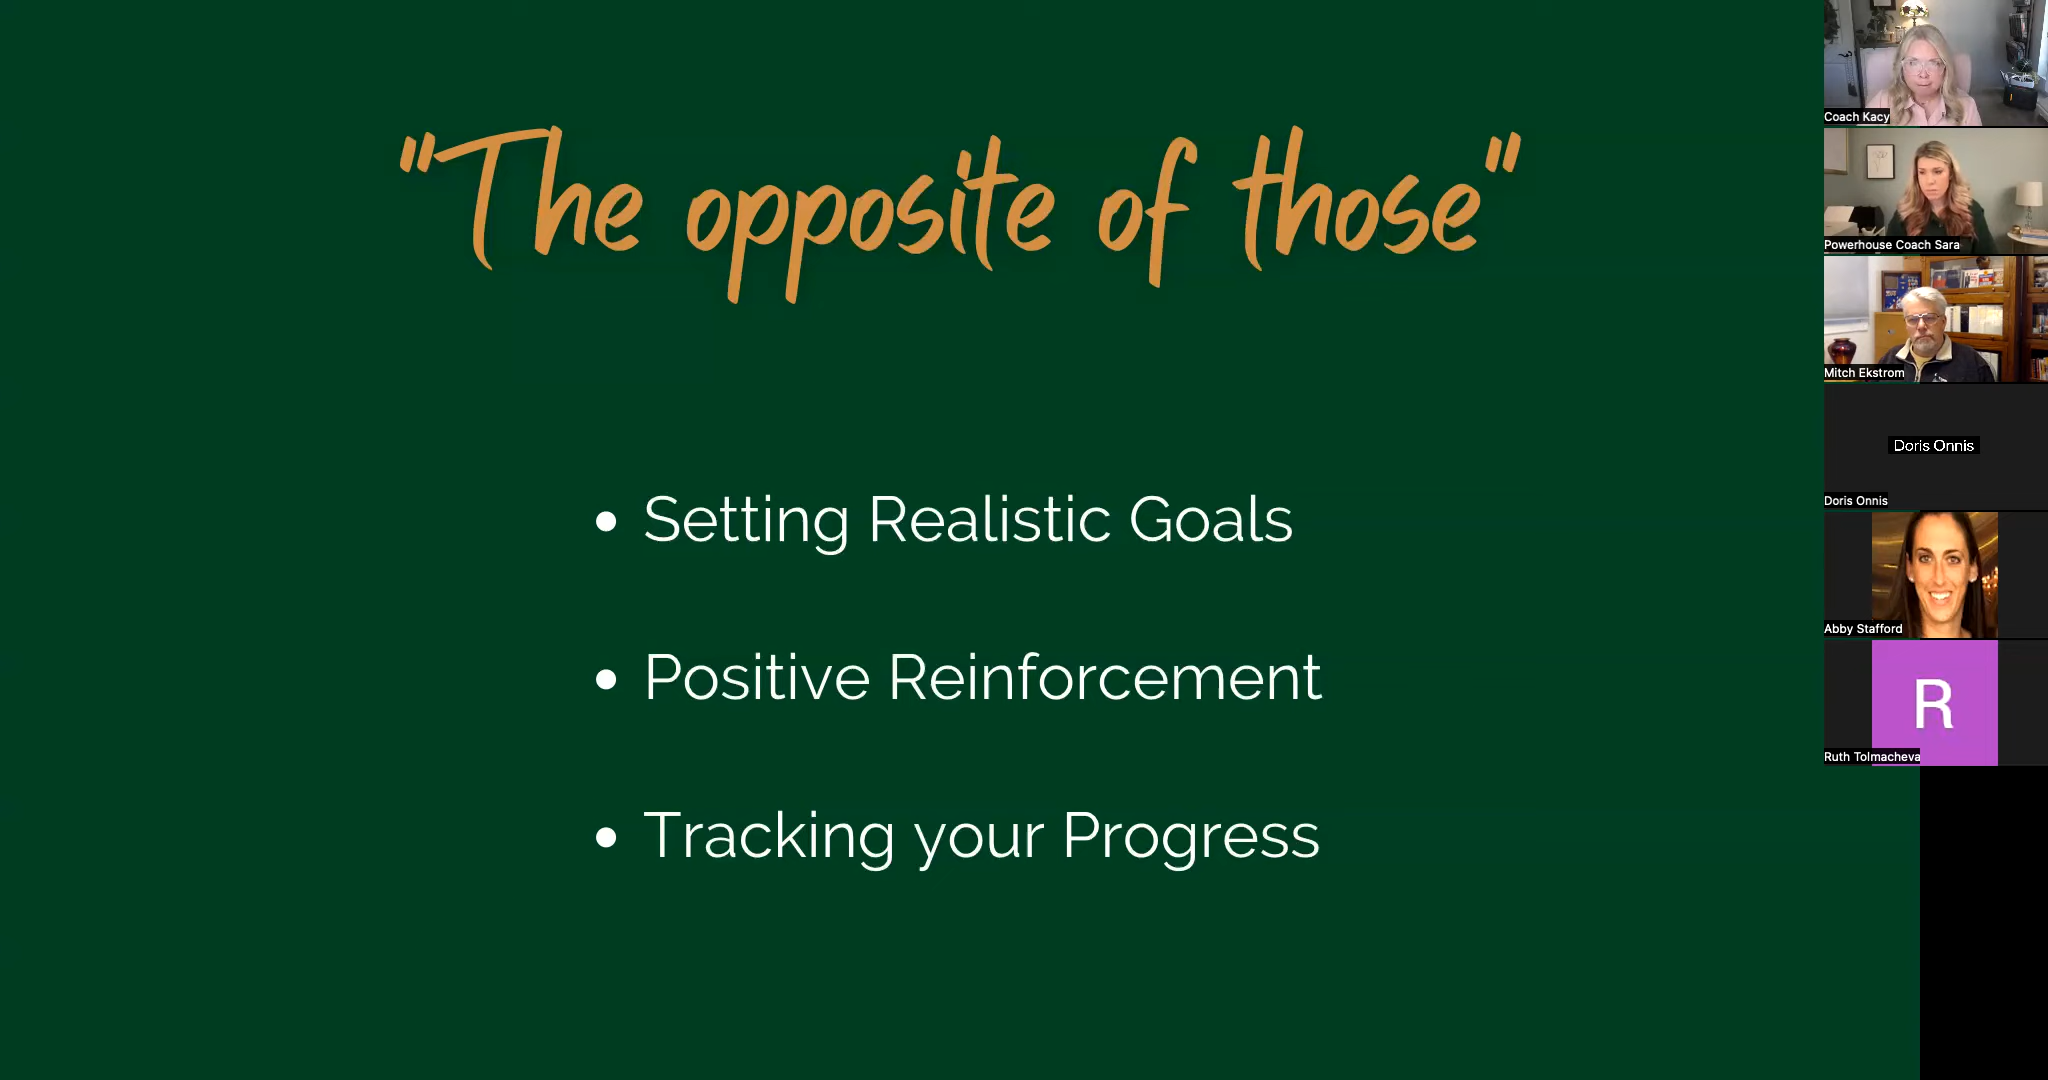 "The opposite of those"
• Setting Realistic Goals
• Positive Reinforcement
• Tracking your Progress
Coach Kacy
Powerhouse Coach Sara
Mitch Ekstrom
Doris Onnis
Doris Onnis
Abby Stafford
R
Ruth Tolmacheva